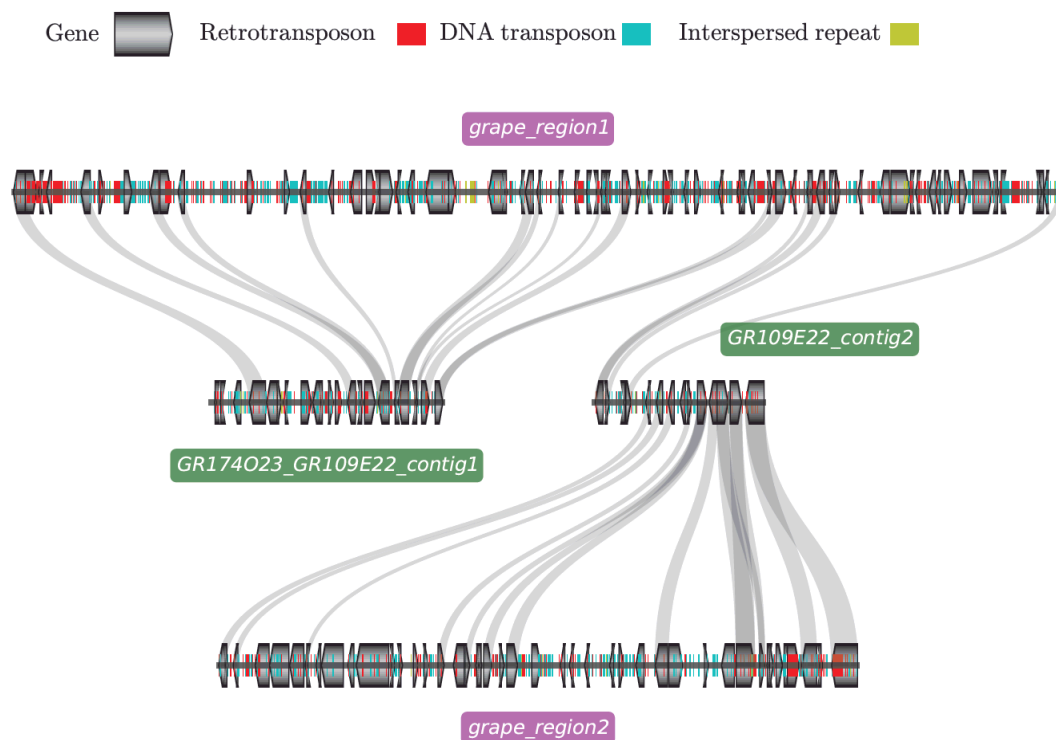 Gene Retrotransposon DNA transposon Interspersed repeat
grape_region1
GR109E22_contig2
GR174O23_GR109E22_contig1
grape_region2